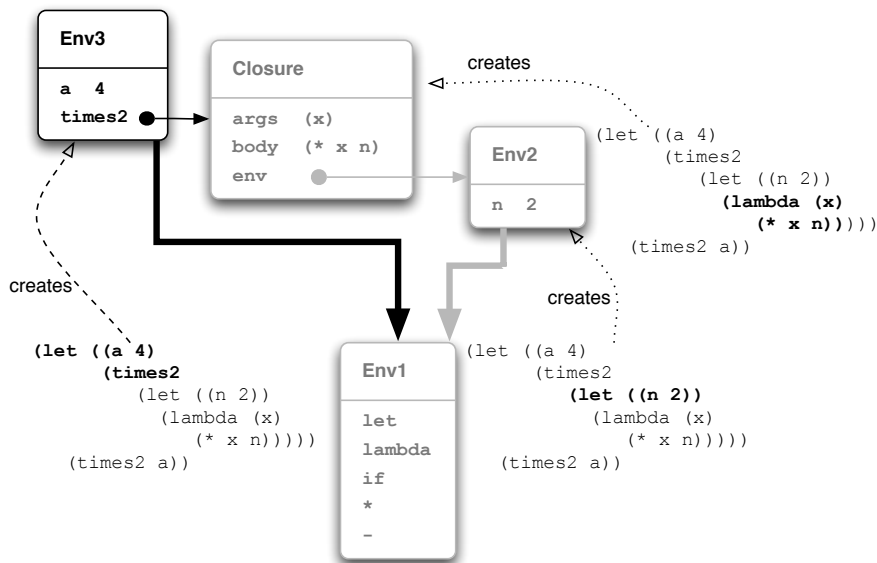 Env3
a 4
times2
Closure
args (x)
body (* x n)
env
creates
Env2
n 2
(let ((a 4)
(times2
(let ((n 2))
(lambda (x)
(* x n)))))
(times2 a))
creates
creates
(let ((a 4)
(times2
(let ((n 2))
(lambda (x)
(* x n)))))
(times2 a))
Env1
let
lambda
if
*
-
(let ((a 4)
(times2
(let ((n 2))
(lambda (x)
(* x n)))))
(times2 a))